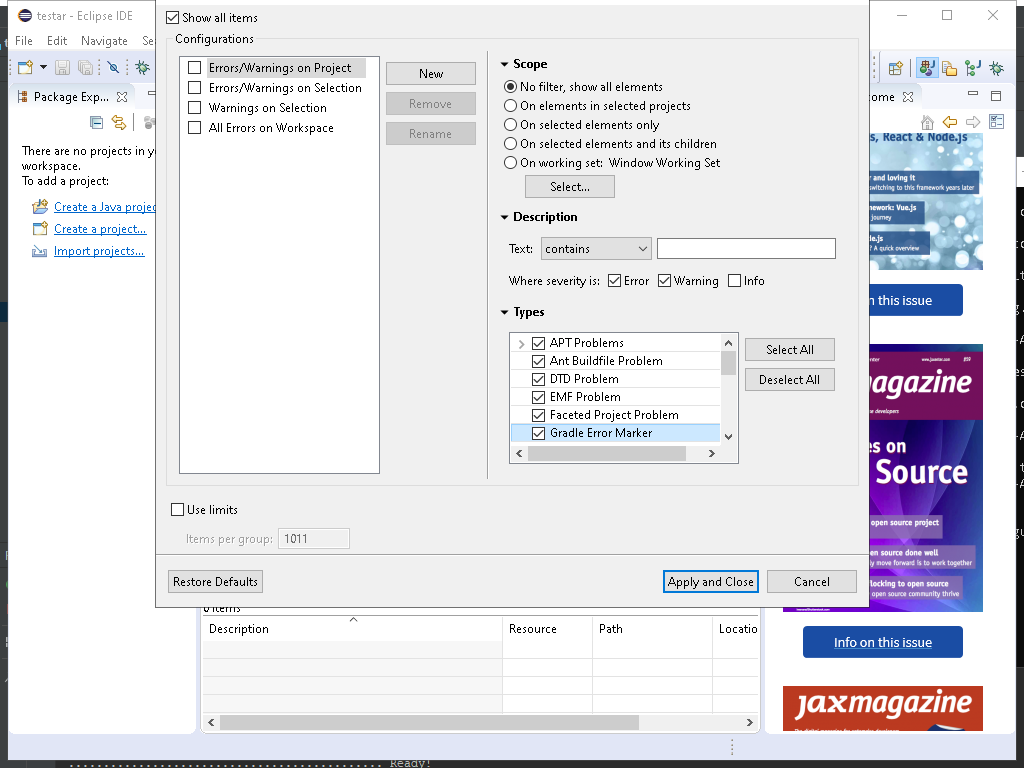 testar - Eclipse IDE
File Edit Navigate
Show all items
Configurations
Package Exp...
There are no projects in
workspace.
To add a project:
Create a Java
Create a project...
Import projects...
Errors/Warnings on Project
Errors/Warnings on Selection
Warnings on Selection
All Errors on Workspace
New
Remove
Rename
Scope
No filter, show all elements
On elements in selected projects
On selected elements only
On selected elements and its children
On working set: Window Working Set
Select...
Description
Text: contains
Where severity is: Error Warning Info
Types
APT Problems
Ant Buildfile Problem
DTD Problem
EMF Problem
Faceted Project Problem
Gradle Error Marker
Select All
Deselect All
Use limits
Items per group: 1011
Restore Defaults
Apply and Close
Cancel
0 items
Description Resource Path Locatio
, React & Node.js
and loving it
switching to this framework years later
Vue.js
journey
? A quick overview
n this issue
magazine
es on
Source
open source project
en source done well
move forward is to work together
flocking to open source
open source community thrive
Info on this issue
jaxmagazine
Ready!